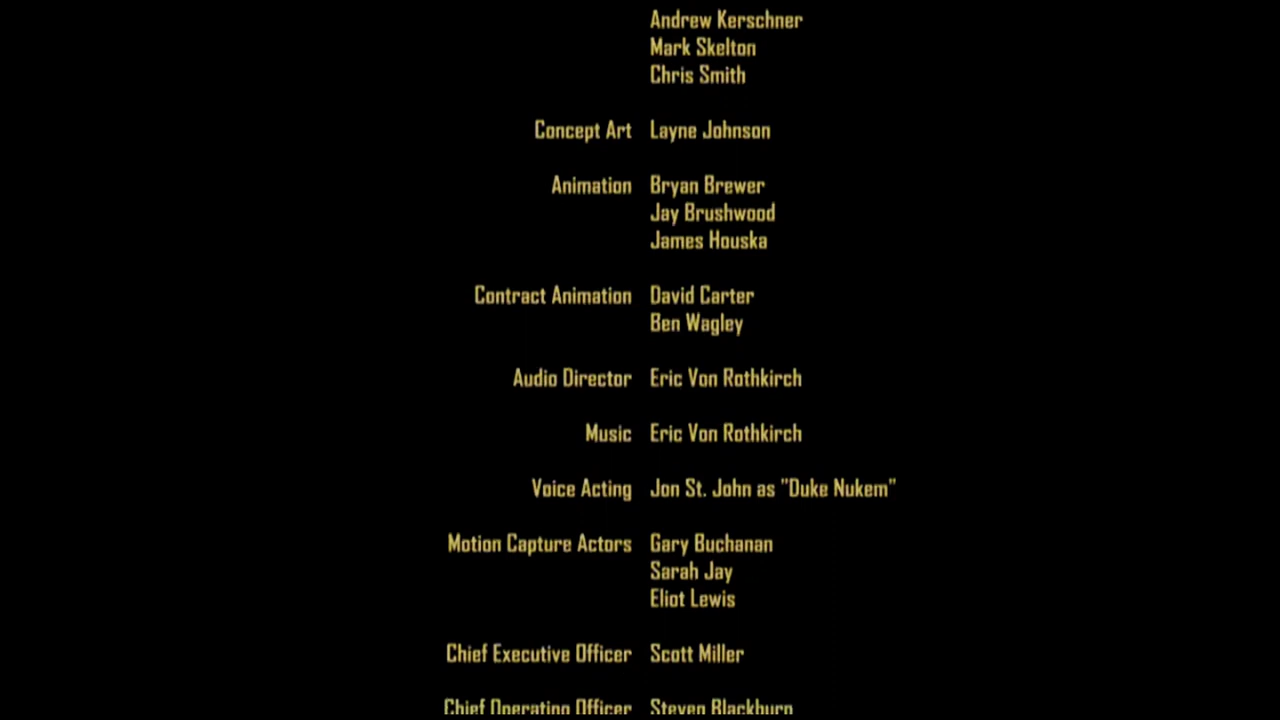 Andrew Kerschner
Mark Skelton
Chris Smith
Concept Art Layne Johnson
Animation Bryan Brewer
Jay Brushwood
James Houska
Contract Animation David Carter
Ben Wagley
Audio Director Eric Von Rothkirch
Music Eric Von Rothkirch
Voice Acting Jon St. John as "Duke Nukem"
Motion Capture Actors Gary Buchanan
Sarah Jay
Eliot Lewis
Chief Executive Officer Scott Miller
Chief Operating Officer Steven Blackburn